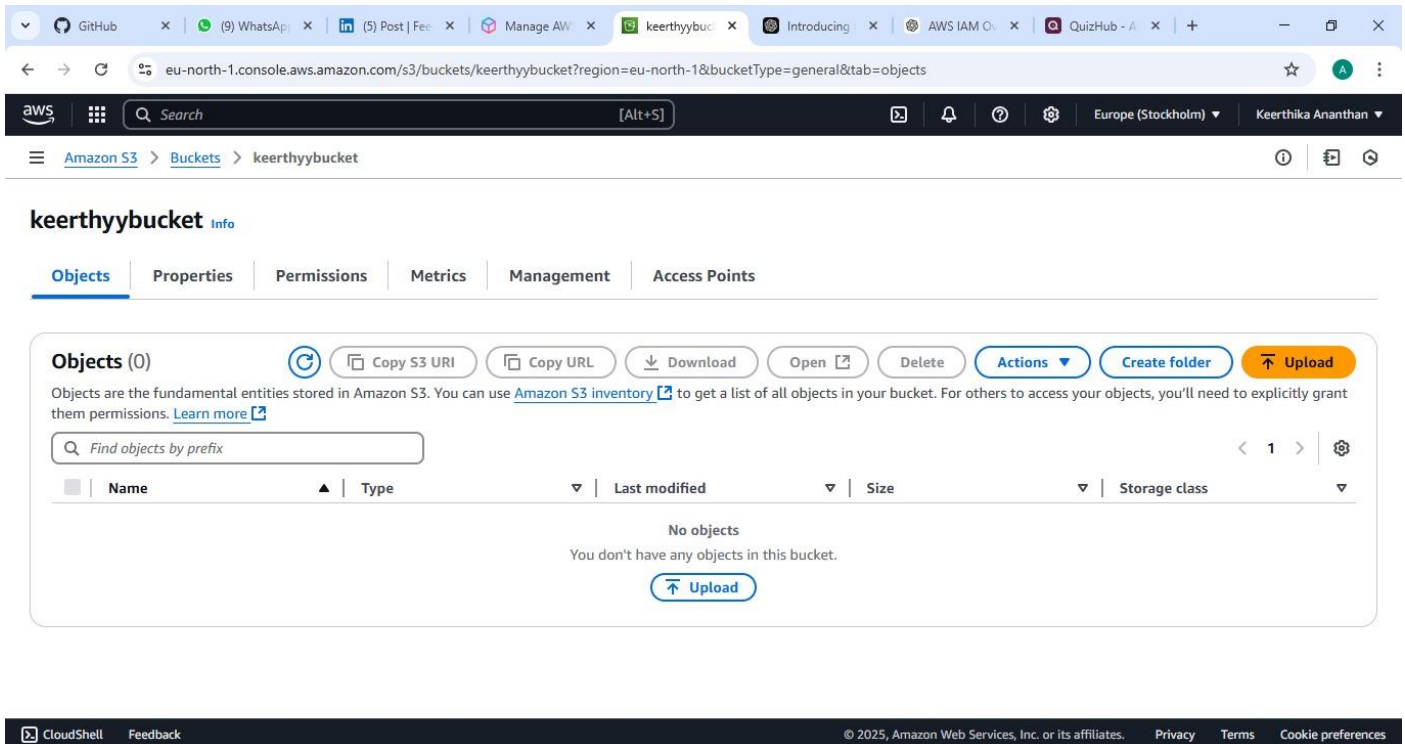 GitHub (9) WhatsAp (5) Post | Fee Manage AW keerthyybuc Introducing AWS IAM Ov QuizHub - A
eu-north-1.console.aws.amazon.com/s3/buckets/keerthyybucket?region=eu-north-1&bucketType=general&tab=objects A
aws Search [Alt+S] Europe (Stockholm) Keerthika Ananthan
Amazon S3 > Buckets > keerthyybucket
keerthyybucket Info
Objects Properties Permissions Metrics Management Access Points
Objects (0) Copy S3 URI Copy URL Download Open Delete Actions Create folder Upload
Objects are the fundamental entities stored in Amazon S3. You can use Amazon S3 inventory to get a list of all objects in your bucket. For others to access your objects, you'll need to explicitly grant
them permissions. Learn more
Find objects by prefix 1
Name Type Last modified Size Storage class
No objects
You don't have any objects in this bucket.
Upload
CloudShell Feedback © 2025, Amazon Web Services, Inc. or its affiliates. Privacy Terms Cookie preferences